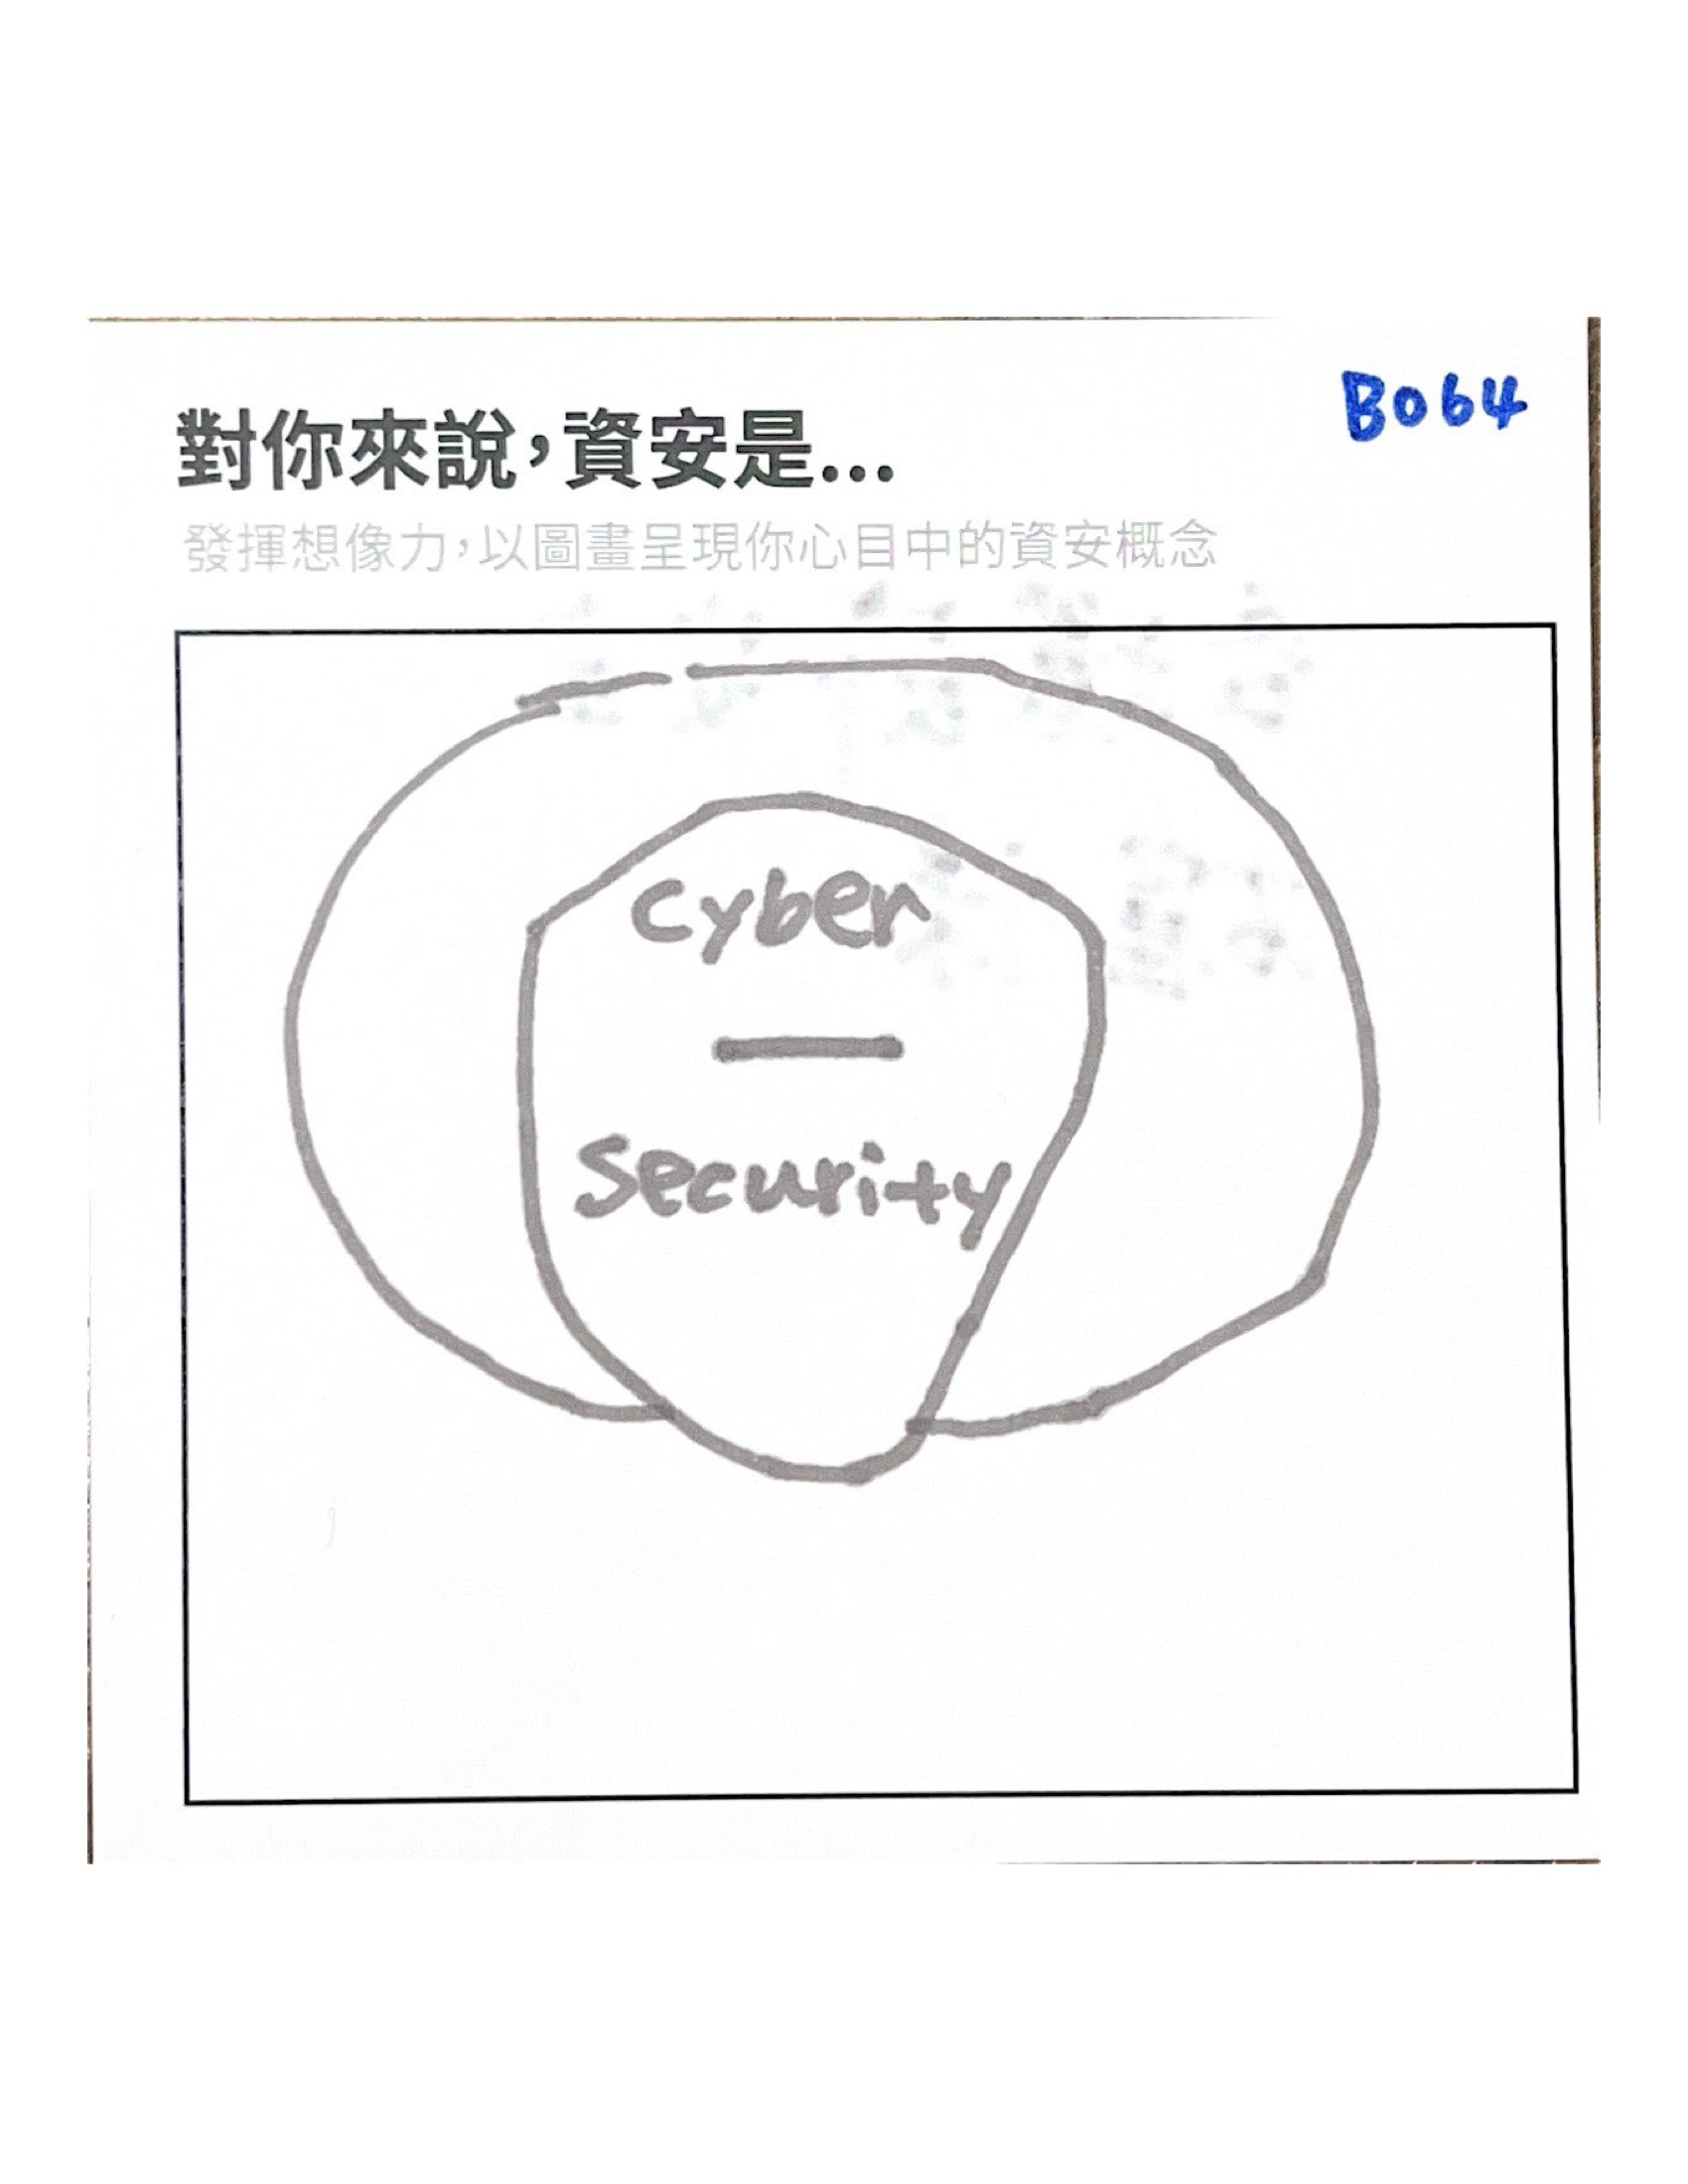 B064
對你來說，資安是...
發揮想像力，以圖畫呈現你心目中的資安概念
Cyber
—
Security